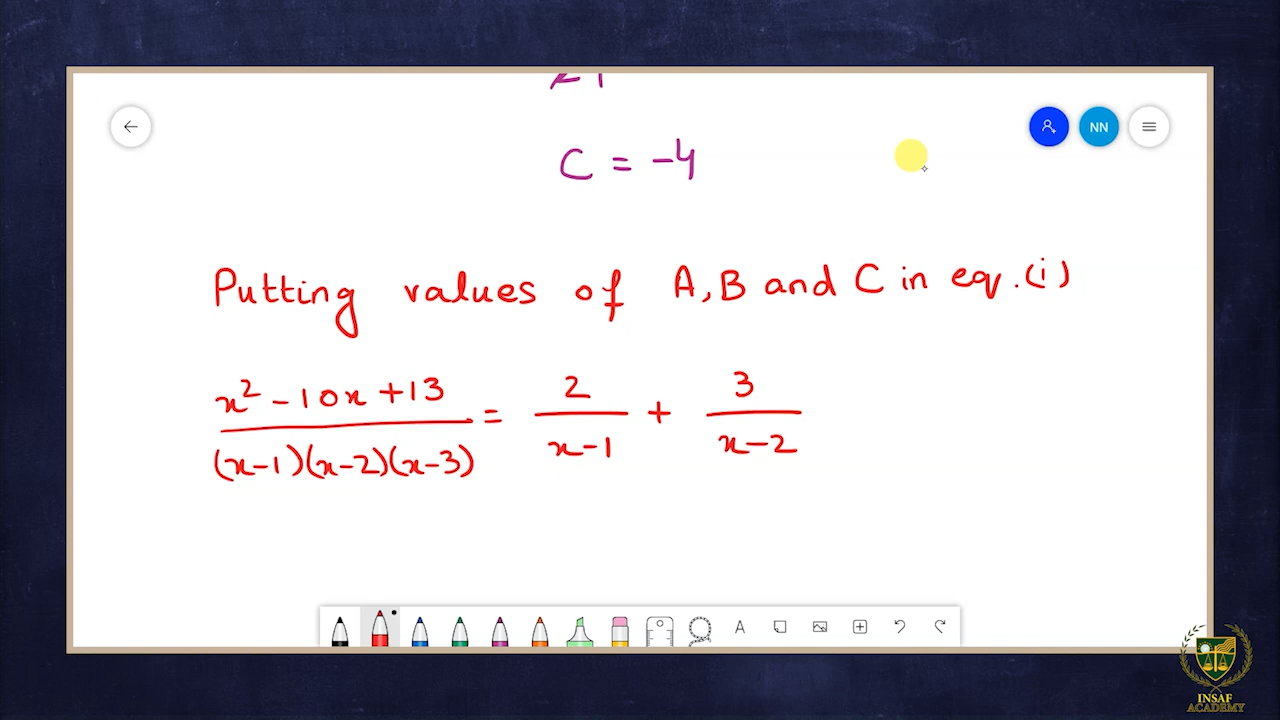 NN
C = -4
Putting values of A, B and C in eq.(i)
x² - 10x + 13 / (x-1)(x-2)(x-3) = 2 / x-1 + 3 / x-2
A
INSAF
ACADEMY